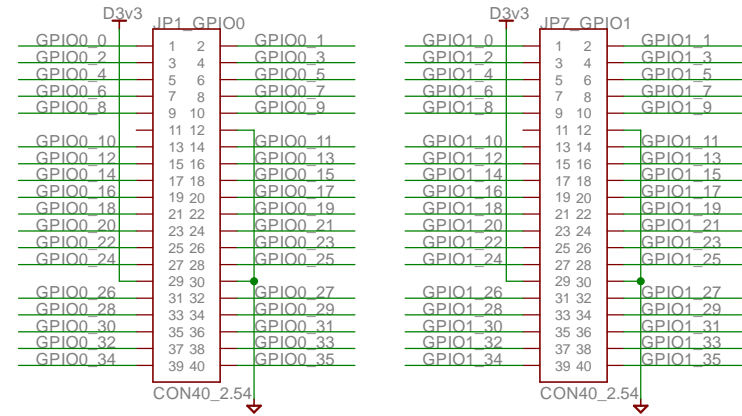 D3v3 D3v3
JP1_GPIO0 JP7_GPIO1
GPIO0_0 1 2 GPIO0_1 GPIO1_0 1 2 GPIO1_1
GPIO0_2 3 4 GPIO0_3 GPIO1_2 3 4 GPIO1_3
GPIO0_4 5 6 GPIO0_5 GPIO1_4 5 6 GPIO1_5
GPIO0_6 7 8 GPIO0_7 GPIO1_6 7 8 GPIO1_7
GPIO0_8 9 10 GPIO0_9 GPIO1_8 9 10 GPIO1_9
11 12 11 12
GPIO0_10 13 14 GPIO0_11 GPIO1_10 13 14 GPIO1_11
GPIO0_12 15 16 GPIO0_13 GPIO1_12 15 16 GPIO1_13
GPIO0_14 17 18 GPIO0_15 GPIO1_14 17 18 GPIO1_15
GPIO0_16 19 20 GPIO0_17 GPIO1_16 19 20 GPIO1_17
GPIO0_18 21 22 GPIO0_19 GPIO1_18 21 22 GPIO1_19
GPIO0_20 23 24 GPIO0_21 GPIO1_20 23 24 GPIO1_21
GPIO0_22 25 26 GPIO0_23 GPIO1_22 25 26 GPIO1_23
GPIO0_24 27 28 GPIO0_25 GPIO1_24 27 28 GPIO1_25
29 30 29 30
GPIO0_26 31 32 GPIO0_27 GPIO1_26 31 32 GPIO1_27
GPIO0_28 33 34 GPIO0_29 GPIO1_28 33 34 GPIO1_29
GPIO0_30 35 36 GPIO0_31 GPIO1_30 35 36 GPIO1_31
GPIO0_32 37 38 GPIO0_33 GPIO1_32 37 38 GPIO1_33
GPIO0_34 39 40 GPIO0_35 GPIO1_34 39 40 GPIO1_35
CON40_2.54 CON40_2.54